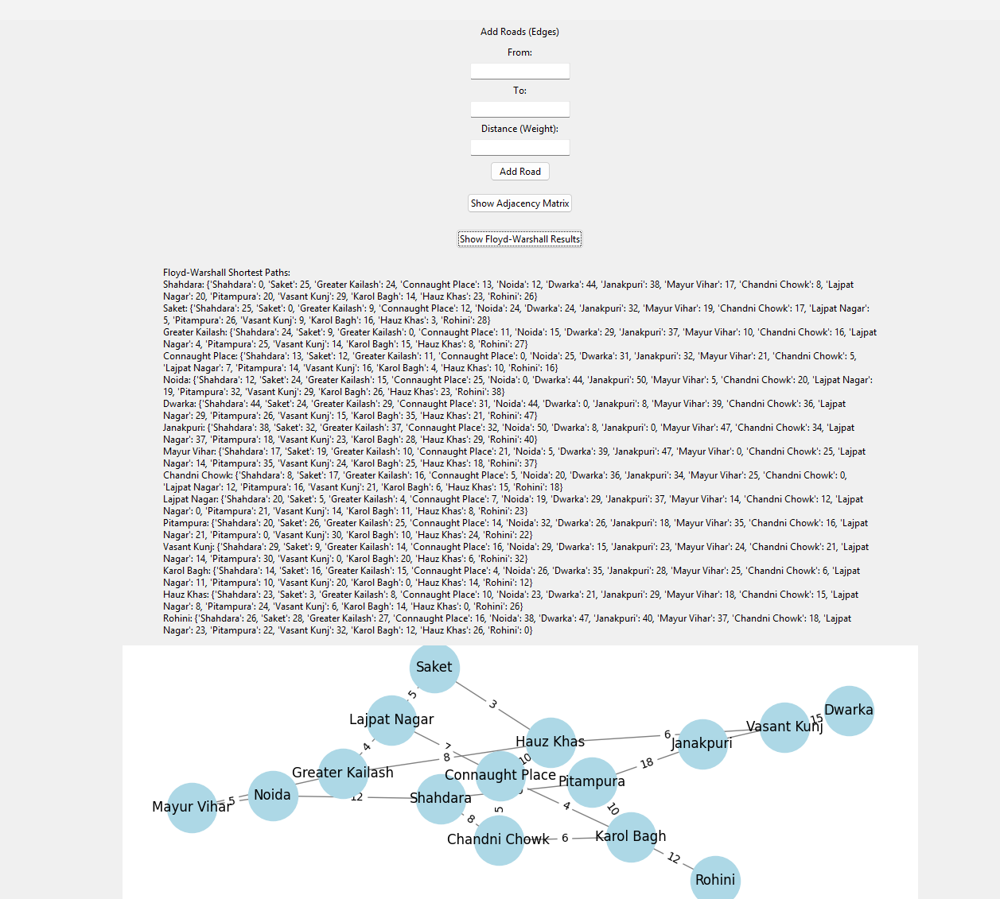 Add Roads (Edges)
From:
To:
Distance (Weight):
Add Road
Show Adjacency Matrix
Show Floyd-Warshall Results
Floyd-Warshall Shortest Paths:
Shahdara: {'Shahdara': 0, 'Saket': 25, 'Greater Kailash': 24, 'Connaught Place': 13, 'Noida': 12, 'Dwarka': 44, 'Janakpuri': 38, 'Mayur Vihar': 17, 'Chandni Chowk': 8, 'Lajpat
Nagar': 20, 'Pitampura': 20, 'Vasant Kunj': 29, 'Karol Bagh': 14, 'Hauz Khas': 23, 'Rohini': 26}
Saket: {'Shahdara': 25, 'Saket': 0, 'Greater Kailash': 9, 'Connaught Place': 12, 'Noida': 24, 'Dwarka': 24, 'Janakpuri': 32, 'Mayur Vihar': 19, 'Chandni Chowk': 17, 'Lajpat Nagar':
5, 'Pitampura': 26, 'Vasant Kunj': 9, 'Karol Bagh': 16, 'Hauz Khas': 3, 'Rohini': 28}
Greater Kailash: {'Shahdara': 24, 'Saket': 9, 'Greater Kailash': 0, 'Connaught Place': 11, 'Noida': 15, 'Dwarka': 29, 'Janakpuri': 37, 'Mayur Vihar': 10, 'Chandni Chowk': 16, 'Lajpat
Nagar': 4, 'Pitampura': 25, 'Vasant Kunj': 14, 'Karol Bagh': 15, 'Hauz Khas': 8, 'Rohini': 27}
Connaught Place: {'Shahdara': 13, 'Saket': 12, 'Greater Kailash': 11, 'Connaught Place': 0, 'Noida': 25, 'Dwarka': 31, 'Janakpuri': 32, 'Mayur Vihar': 21, 'Chandni Chowk': 5,
'Lajpat Nagar': 7, 'Pitampura': 14, 'Vasant Kunj': 16, 'Karol Bagh': 4, 'Hauz Khas': 10, 'Rohini': 16}
Noida: {'Shahdara': 12, 'Saket': 24, 'Greater Kailash': 15, 'Connaught Place': 25, 'Noida': 0, 'Dwarka': 44, 'Janakpuri': 50, 'Mayur Vihar': 5, 'Chandni Chowk': 20, 'Lajpat Nagar':
19, 'Pitampura': 32, 'Vasant Kunj': 29, 'Karol Bagh': 26, 'Hauz Khas': 23, 'Rohini': 38}
Dwarka: {'Shahdara': 44, 'Saket': 24, 'Greater Kailash': 29, 'Connaught Place': 31, 'Noida': 44, 'Dwarka': 0, 'Janakpuri': 8, 'Mayur Vihar': 39, 'Chandni Chowk': 36, 'Lajpat
Nagar': 29, 'Pitampura': 26, 'Vasant Kunj': 15, 'Karol Bagh': 35, 'Hauz Khas': 21, 'Rohini': 47}
Janakpuri: {'Shahdara': 38, 'Saket': 32, 'Greater Kailash': 37, 'Connaught Place': 32, 'Noida': 50, 'Dwarka': 8, 'Janakpuri': 0, 'Mayur Vihar': 47, 'Chandni Chowk': 34, 'Lajpat
Nagar': 37, 'Pitampura': 18, 'Vasant Kunj': 23, 'Karol Bagh': 28, 'Hauz Khas': 29, 'Rohini': 40}
Mayur Vihar: {'Shahdara': 17, 'Saket': 19, 'Greater Kailash': 10, 'Connaught Place': 21, 'Noida': 5, 'Dwarka': 39, 'Janakpuri': 47, 'Mayur Vihar': 0, 'Chandni Chowk': 25, 'Lajpat
Nagar': 14, 'Pitampura': 35, 'Vasant Kunj': 24, 'Karol Bagh': 25, 'Hauz Khas': 18, 'Rohini': 37}
Chandni Chowk: {'Shahdara': 8, 'Saket': 17, 'Greater Kailash': 16, 'Connaught Place': 5, 'Noida': 20, 'Dwarka': 36, 'Janakpuri': 34, 'Mayur Vihar': 25, 'Chandni Chowk': 0,
'Lajpat Nagar': 12, 'Pitampura': 16, 'Vasant Kunj': 21, 'Karol Bagh': 6, 'Hauz Khas': 15, 'Rohini': 18}
Lajpat Nagar: {'Shahdara': 20, 'Saket': 5, 'Greater Kailash': 4, 'Connaught Place': 7, 'Noida': 19, 'Dwarka': 29, 'Janakpuri': 37, 'Mayur Vihar': 14, 'Chandni Chowk': 12, 'Lajpat
Nagar': 0, 'Pitampura': 21, 'Vasant Kunj': 14, 'Karol Bagh': 11, 'Hauz Khas': 8, 'Rohini': 23}
Pitampura: {'Shahdara': 20, 'Saket': 26, 'Greater Kailash': 25, 'Connaught Place': 14, 'Noida': 32, 'Dwarka': 26, 'Janakpuri': 18, 'Mayur Vihar': 35, 'Chandni Chowk': 16, 'Lajpat
Nagar': 21, 'Pitampura': 0, 'Vasant Kunj': 30, 'Karol Bagh': 10, 'Hauz Khas': 24, 'Rohini': 22}
Vasant Kunj: {'Shahdara': 29, 'Saket': 9, 'Greater Kailash': 14, 'Connaught Place': 16, 'Noida': 29, 'Dwarka': 15, 'Janakpuri': 23, 'Mayur Vihar': 24, 'Chandni Chowk': 21, 'Lajpat
Nagar': 14, 'Pitampura': 30, 'Vasant Kunj': 0, 'Karol Bagh': 20, 'Hauz Khas': 6, 'Rohini': 32}
Karol Bagh: {'Shahdara': 14, 'Saket': 16, 'Greater Kailash': 15, 'Connaught Place': 4, 'Noida': 26, 'Dwarka': 35, 'Janakpuri': 28, 'Mayur Vihar': 25, 'Chandni Chowk': 6, 'Lajpat
Nagar': 11, 'Pitampura': 10, 'Vasant Kunj': 20, 'Karol Bagh': 0, 'Hauz Khas': 14, 'Rohini': 12}
Hauz Khas: {'Shahdara': 23, 'Saket': 3, 'Greater Kailash': 8, 'Connaught Place': 10, 'Noida': 23, 'Dwarka': 21, 'Janakpuri': 29, 'Mayur Vihar': 18, 'Chandni Chowk': 15, 'Lajpat
Nagar': 8, 'Pitampura': 24, 'Vasant Kunj': 6, 'Karol Bagh': 14, 'Hauz Khas': 0, 'Rohini': 26}
Rohini: {'Shahdara': 26, 'Saket': 28, 'Greater Kailash': 27, 'Connaught Place': 16, 'Noida': 38, 'Dwarka': 47, 'Janakpuri': 40, 'Mayur Vihar': 37, 'Chandni Chowk': 18, 'Lajpat
Nagar': 23, 'Pitampura': 22, 'Vasant Kunj': 32, 'Karol Bagh': 12, 'Hauz Khas': 26, 'Rohini': 0}
Saket
5
3
Dwarka
Lajpat Nagar
15
Vasant Kunj
6
Hauz Khas
Janakpuri
4
7
8
10
18
Greater Kailash
Connaught Place
Pitampura
Noida
12
Shahdara
5
Mayur Vihar
5
4
10
8
Chandni Chowk
6
Karol Bagh
12
Rohini